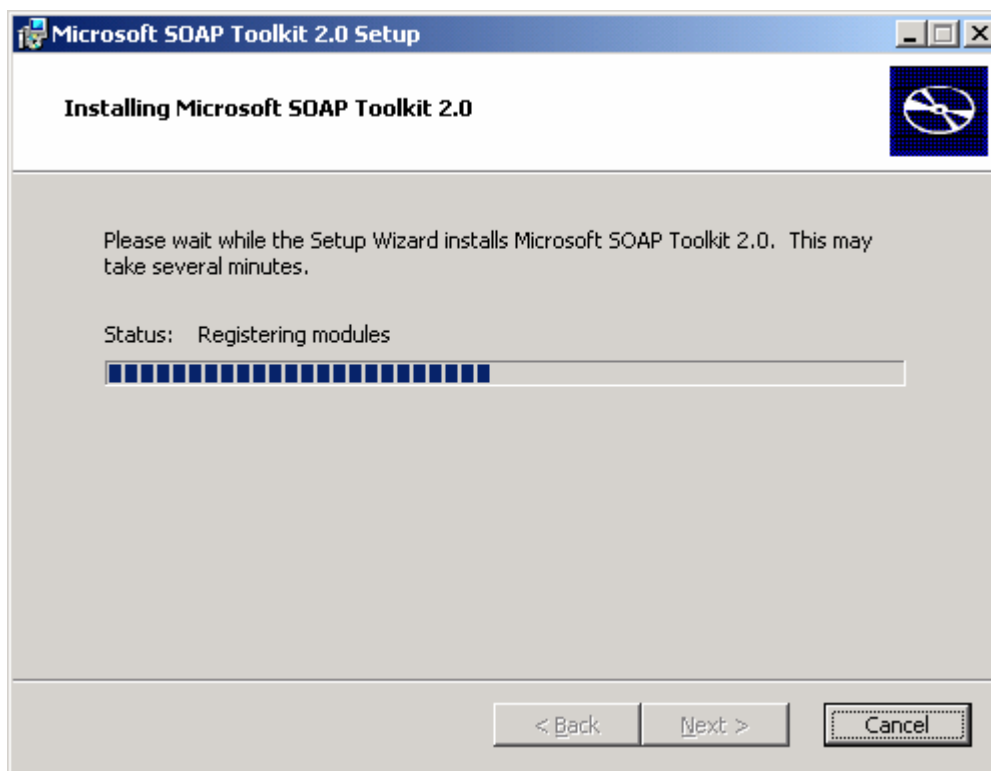 Microsoft SOAP Toolkit 2.0 Setup
Installing Microsoft SOAP Toolkit 2.0
Please wait while the Setup Wizard installs Microsoft SOAP Toolkit 2.0.  This may
take several minutes.
Status:    Registering modules
< Back    Next >    Cancel